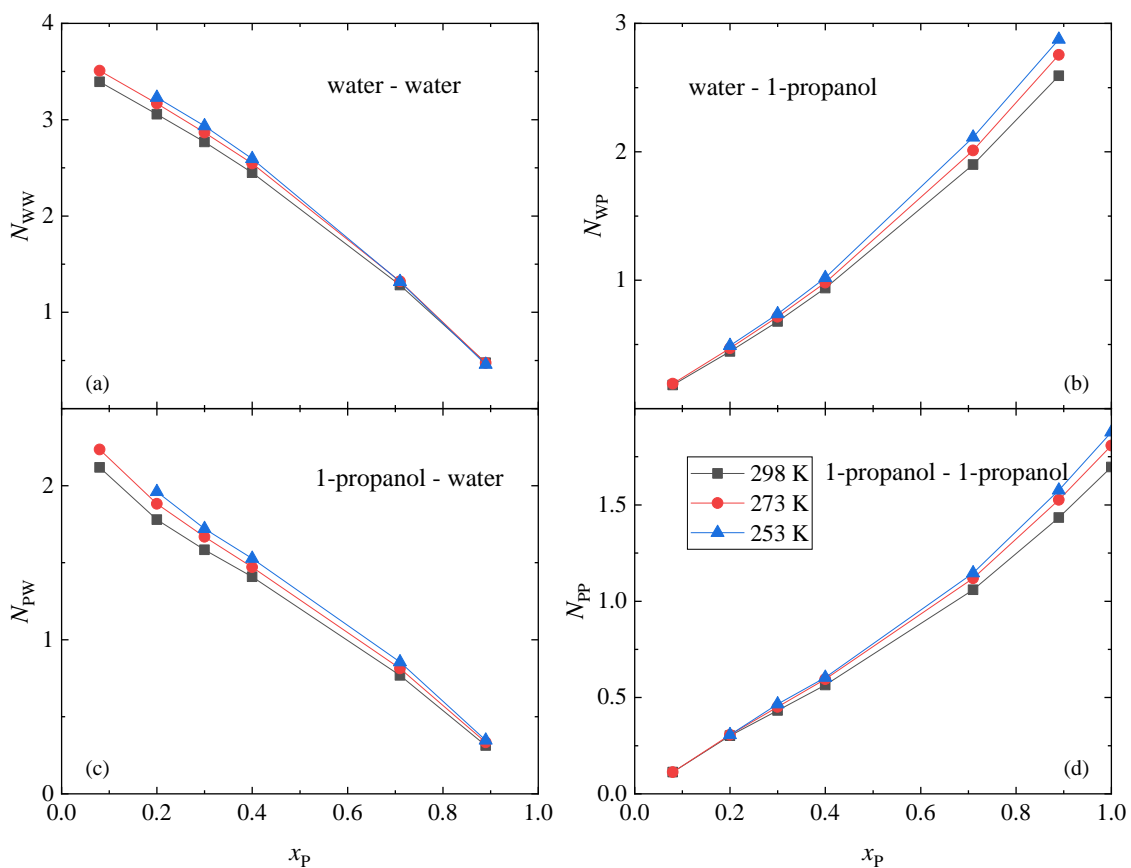 4
3
2
1
N_WW
water - water
(a)
3
2
1
N_WP
water - 1-propanol
(b)
2
1
0
N_PW
1-propanol - water
(c)
0.0 0.2 0.4 0.6 0.8 1.0
x_P
1.5
1.0
0.5
0.0
N_PP
298 K
273 K
253 K
1-propanol - 1-propanol
(d)
0.0 0.2 0.4 0.6 0.8 1.0
x_P